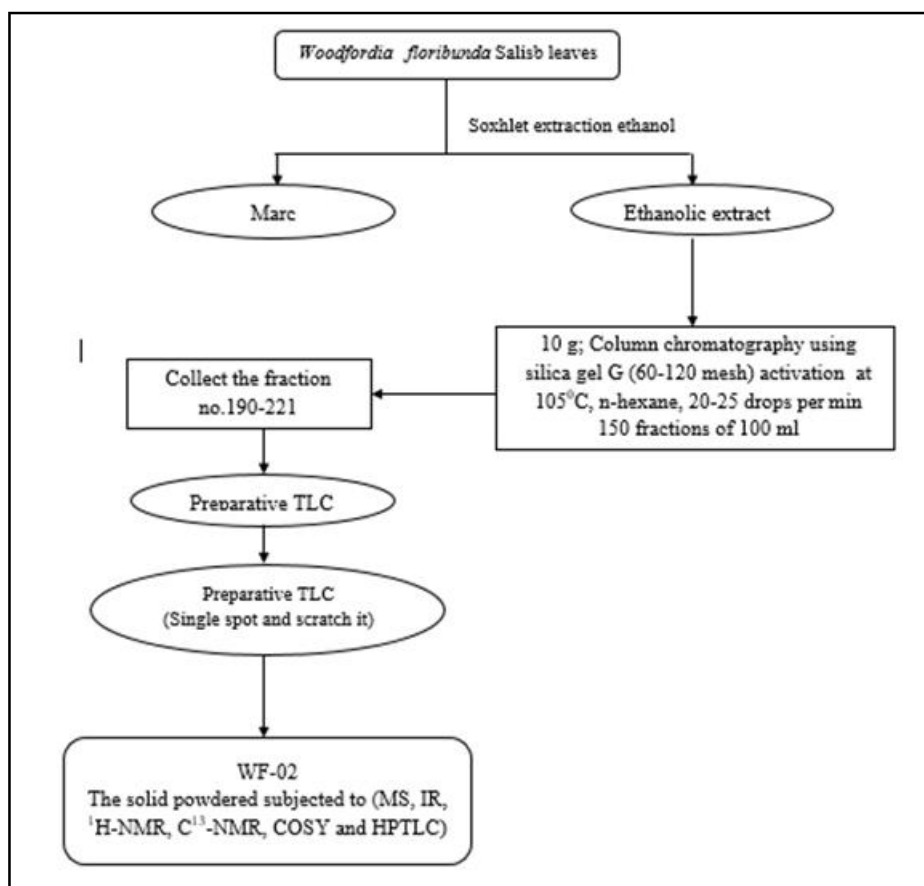 Woodfordia floribunda Salisb leaves
Soxhlet extraction ethanol
Marc
Ethanolic extract
10 g; Column chromatography using
silica gel G (60-120 mesh) activation at
105⁰C, n-hexane, 20-25 drops per min
150 fractions of 100 ml
Collect the fraction
no.190-221
Preparative TLC
Preparative TLC
(Single spot and scratch it)
WF-02
The solid powdered subjected to (MS, IR,
¹H-NMR, C¹³-NMR, COSY and HPTLC)